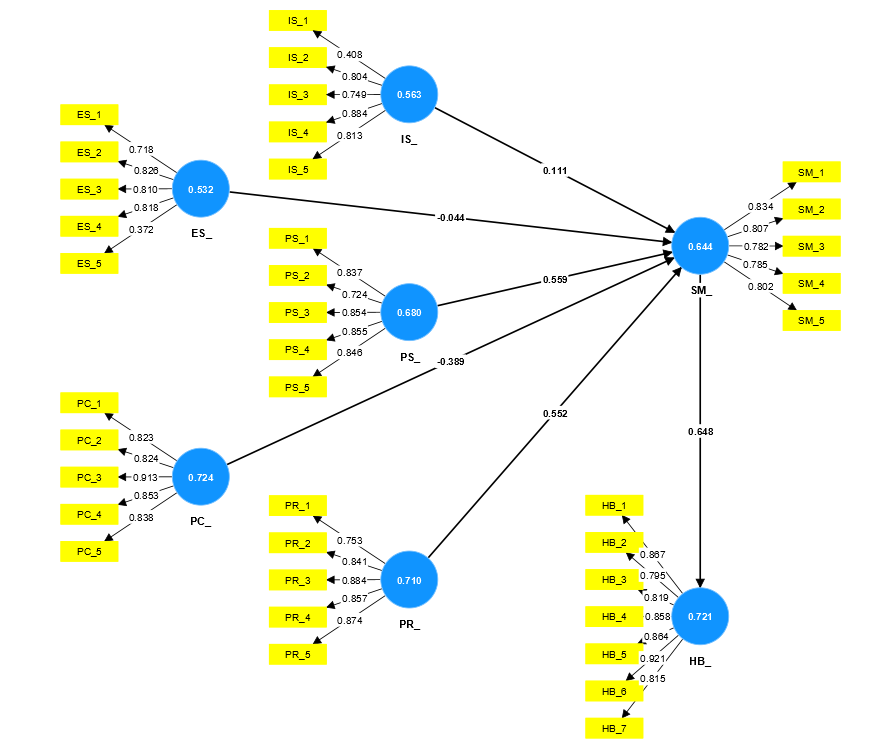 IS_1
IS_2
IS_3
IS_4
IS_5
0.408
0.804
0.749
0.884
0.813
0.563
IS_
ES_1
ES_2
ES_3
ES_4
ES_5
0.718
0.826
0.810
0.818
0.372
0.532
ES_
0.111
-0.044
SM_1
SM_2
SM_3
SM_4
SM_5
0.834
0.807
0.782
0.785
0.802
0.644
SM_
PS_1
PS_2
PS_3
PS_4
PS_5
0.837
0.724
0.854
0.855
0.846
0.680
PS_
0.559
-0.389
PC_1
PC_2
PC_3
PC_4
PC_5
0.823
0.824
0.913
0.853
0.838
0.724
PC_
0.552
0.648
PR_1
PR_2
PR_3
PR_4
PR_5
0.753
0.841
0.884
0.857
0.874
0.710
PR_
HB_1
HB_2
HB_3
HB_4
HB_5
HB_6
HB_7
0.867
0.795
0.819
0.858
0.864
0.921
0.815
0.721
HB_